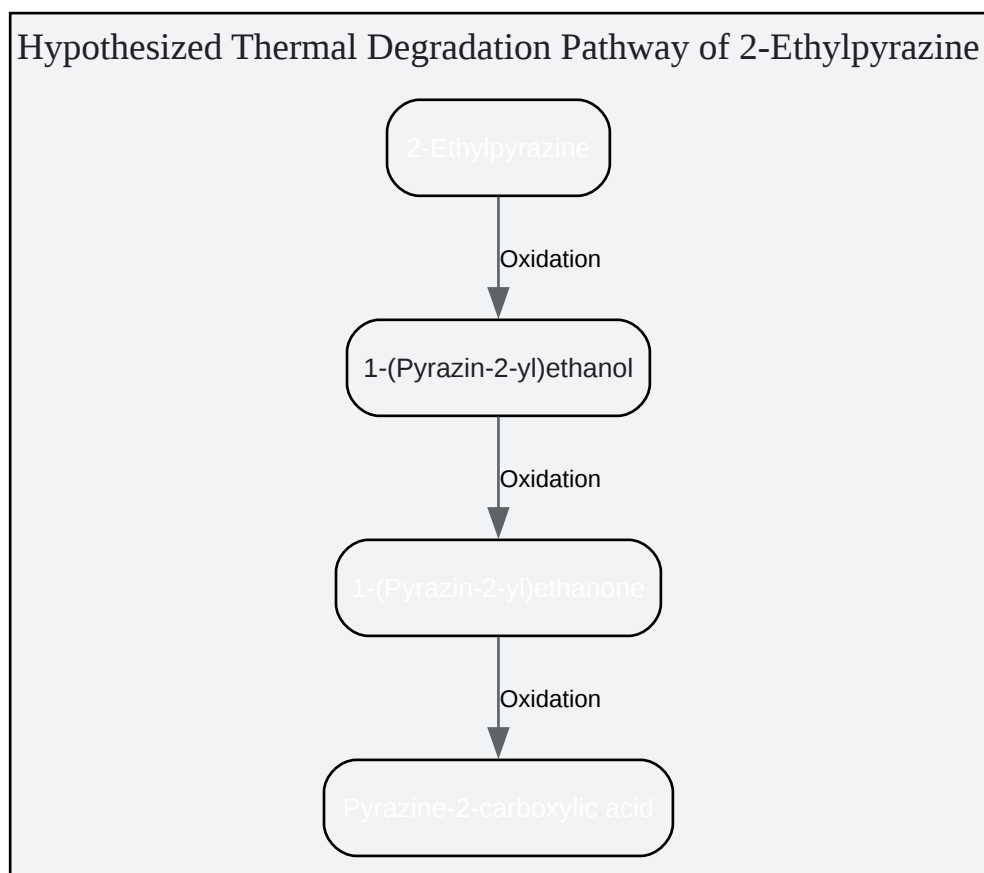 Hypothesized Thermal Degradation Pathway of 2-Ethylpyrazine
2-Ethylpyrazine
Oxidation
1-(Pyrazin-2-yl)ethanol
Oxidation
1-(Pyrazin-2-yl)ethanone
Oxidation
Pyrazine-2-carboxylic acid